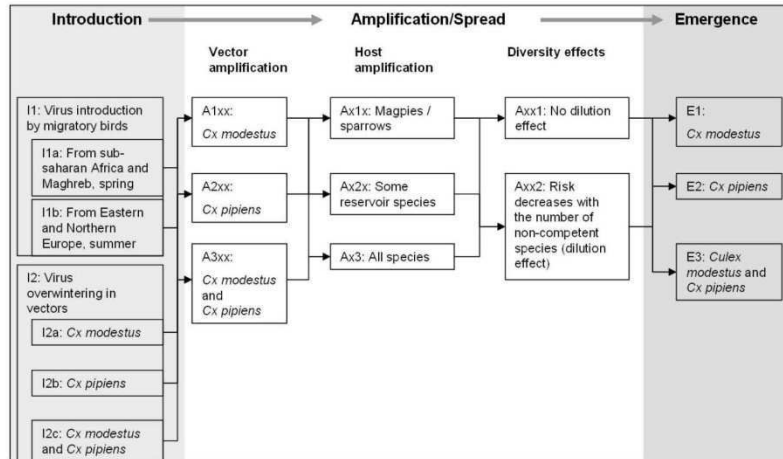 Introduction
Amplification/Spread
Emergence
Vector
amplification
Host
amplification
Diversity effects
I1: Virus introduction
by migratory birds
I1a: From sub-
saharan Africa and
Maghreb, spring
I1b: From Eastern
and Northern
Europe, summer
I2: Virus
overwintering in
vectors
I2a: Cx modestus
I2b: Cx pipiens
I2c: Cx modestus
and Cx pipiens
A1xx:
Cx modestus
A2xx:
Cx pipiens
A3xx:
Cx modestus
and
Cx pipiens
Ax1x: Magpies /
sparrows
Ax2x: Some
reservoir species
Ax3: All species
Axx1: No dilution
effect
Axx2: Risk
decreases with
the number of
non-competent
species (dilution
effect)
E1:
Cx modestus
E2: Cx pipiens
E3: Culex
modestus and
Cx pipiens